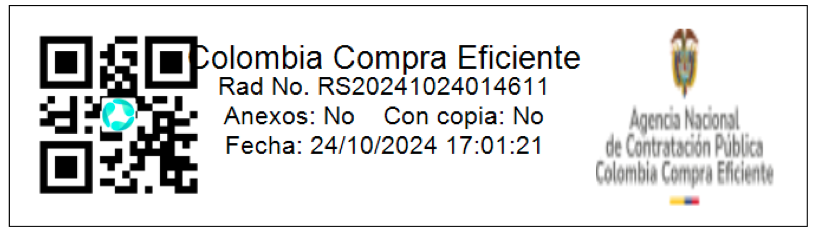 Colombia Compra Eficiente
Rad No. RS20241024014611
Anexos: No Con copia: No
Fecha: 24/10/2024 17:01:21
Agencia Nacional
de Contratación Pública
Colombia Compra Eficiente